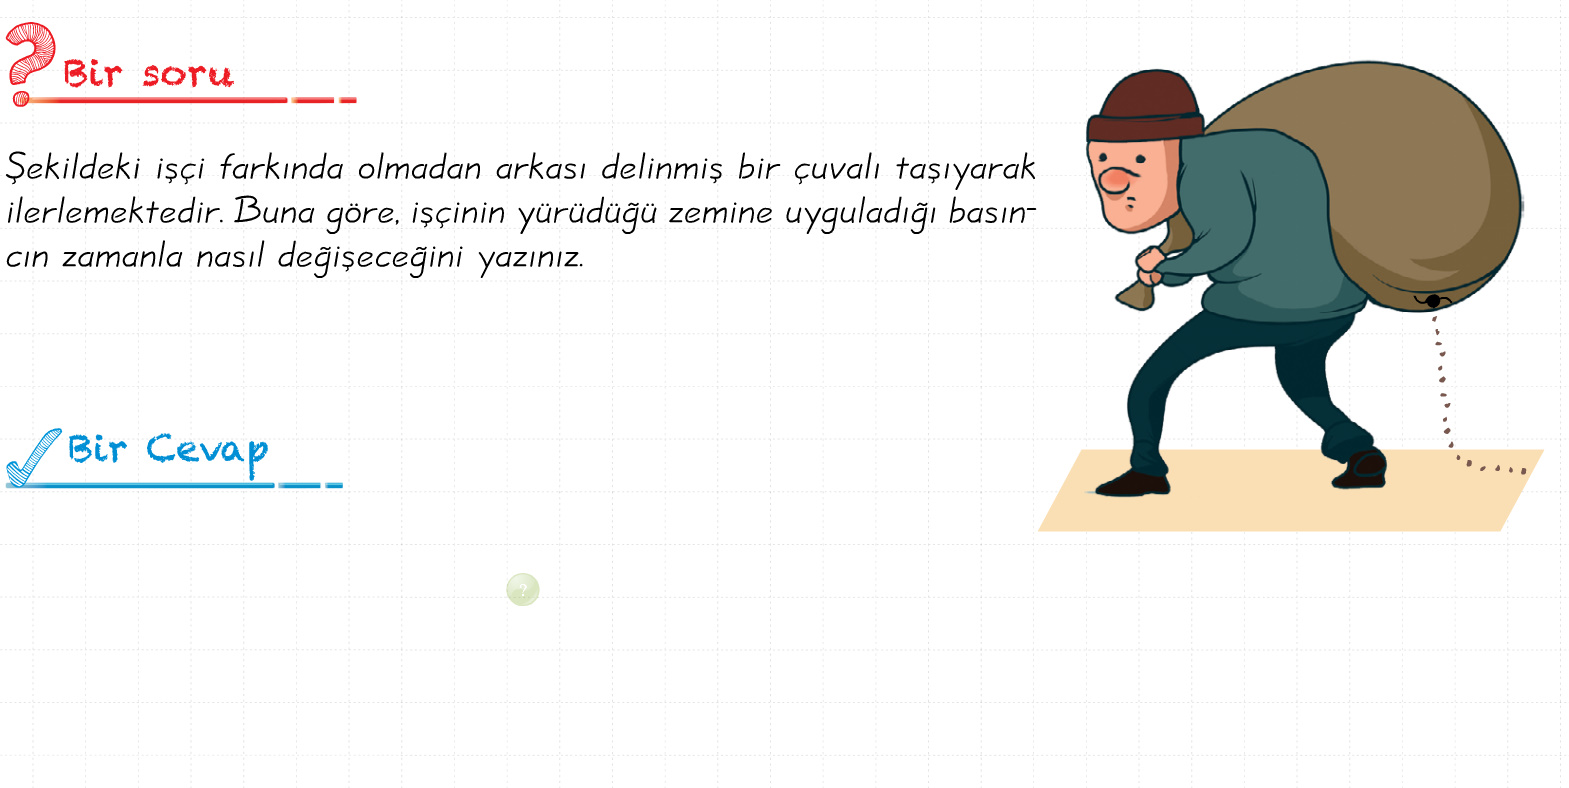 Bir soru
Şekildeki işçi farkında olmadan arkası delinmiş bir çuvalı taşıyarak
ilerlemektedir. Buna göre, işçinin yürüdüğü zemine uyguladığı basın-
cın zamanla nasıl değişeceğini yazınız.
Bir Cevap
?